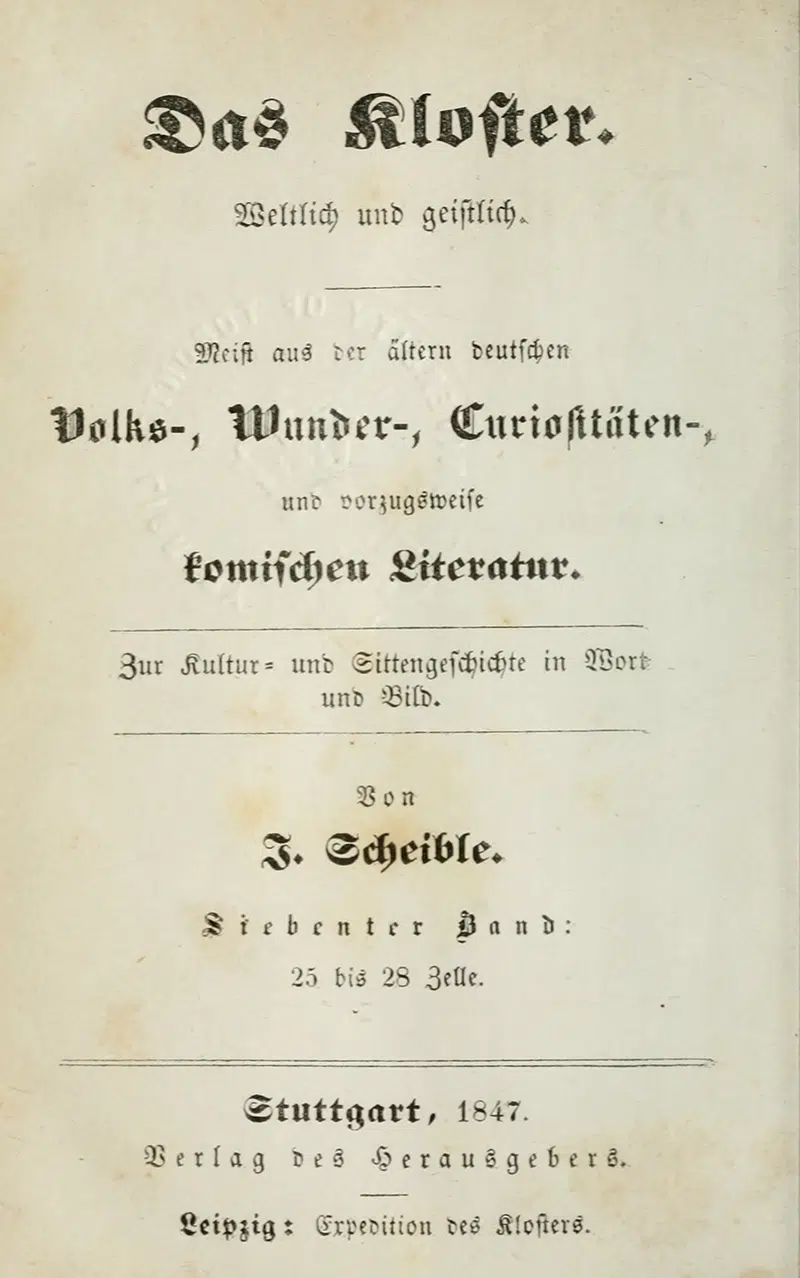 Das Kloster.
Weltlich und geistlich.
Meist aus der ältern deutschen
Volks-, Wunder-, Curiositäten-,
und vorzugsweise
komischen Literatur.
Zur Kultur- und Sittengeschichte in Wort
und Bild.
Von
J. Scheible.
Siebenter Band:
25 bis 28 Zelle.
Stuttgart, 1847.
Verlag des Herausgebers.
Leipzig: Expedition des Klosters.